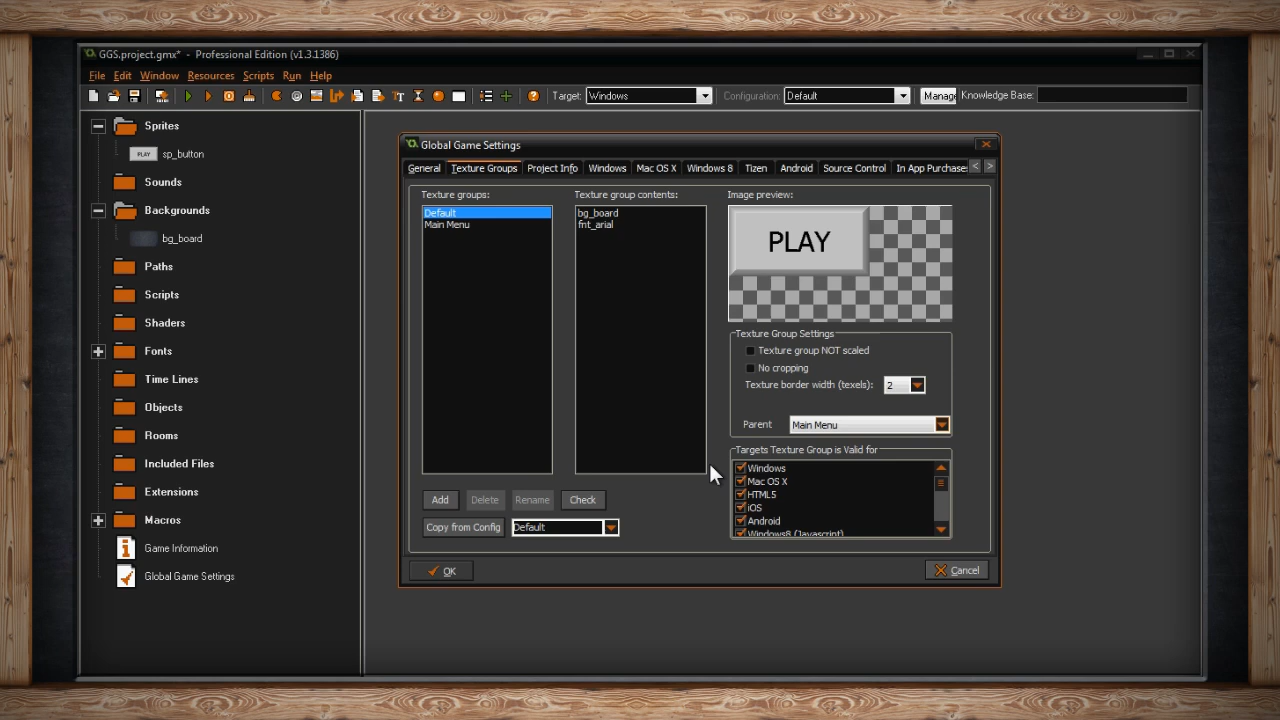 GGS.project.gmx* - Professional Edition (v1.3.1386)
File Edit Window Resources Scripts Run Help
Target: Windows Configuration: Default Manage Knowledge Base:
Sprites
PLAY sp_button
Sounds
Backgrounds
bg_board
Paths
Scripts
Shaders
Fonts
Time Lines
Objects
Rooms
Included Files
Extensions
Macros
Game Information
Global Game Settings
Global Game Settings
General Texture Groups Project Info Windows Mac OS X Windows 8 Tizen Android Source Control In App Purchases
Texture groups:
Default
Main Menu
Texture group contents:
bg_board
fnt_arial
Image preview:
PLAY
Texture Group Settings
Texture group NOT scaled
No cropping
Texture border width (texels): 2
Parent Main Menu
Targets Texture Group is Valid for
Windows
Mac OS X
HTML5
iOS
Android
Windows8 (Javascript)
Add Delete Rename Check
Copy from Config Default
OK Cancel